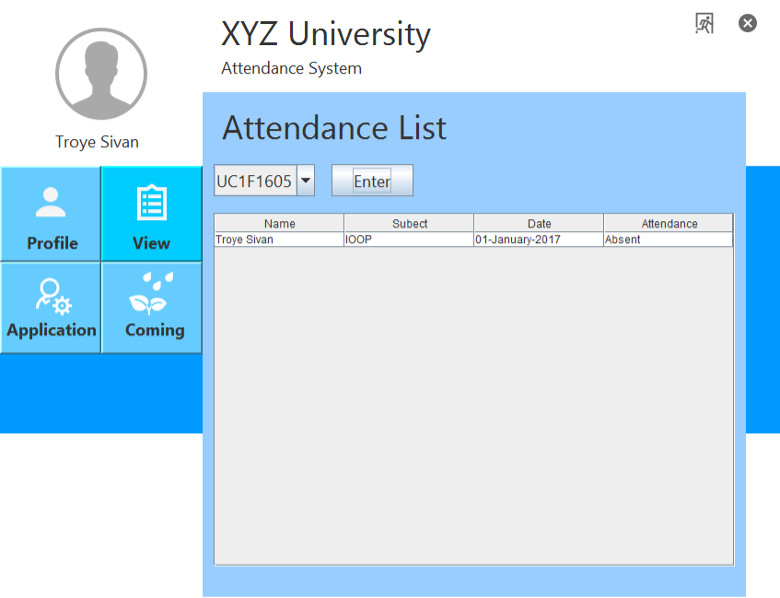 XYZ University
Attendance System
Troye Sivan
Attendance List
UC1F1605 Enter
Profile View
Name Subect Date Attendance
Troye Sivan IOOP 01-January-2017 Absent
Application Coming